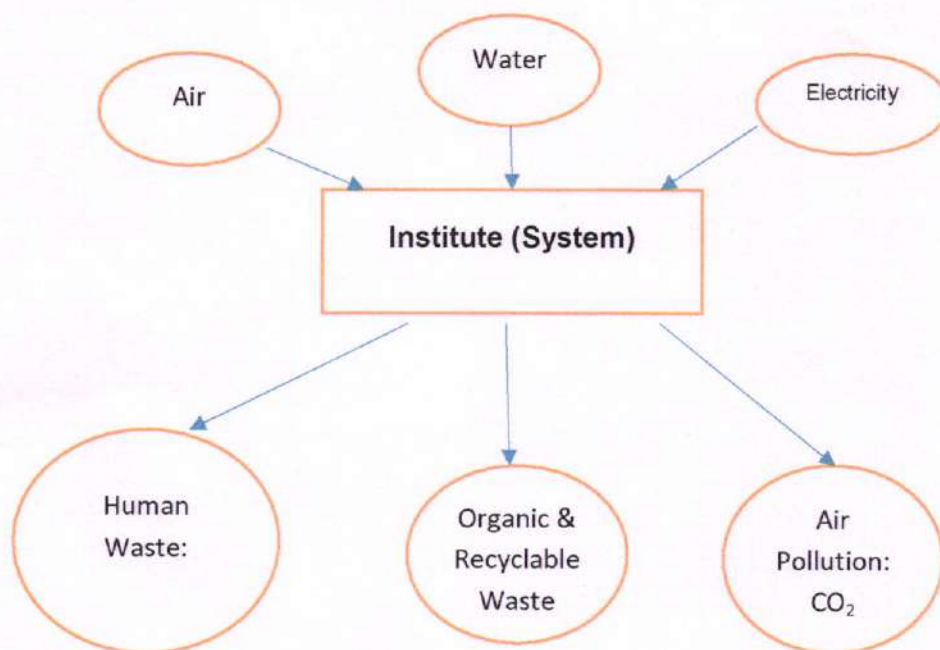 Air
Water
Electricity
Institute (System)
Human
Waste:
Organic &
Recyclable
Waste
Air
Pollution:
CO₂